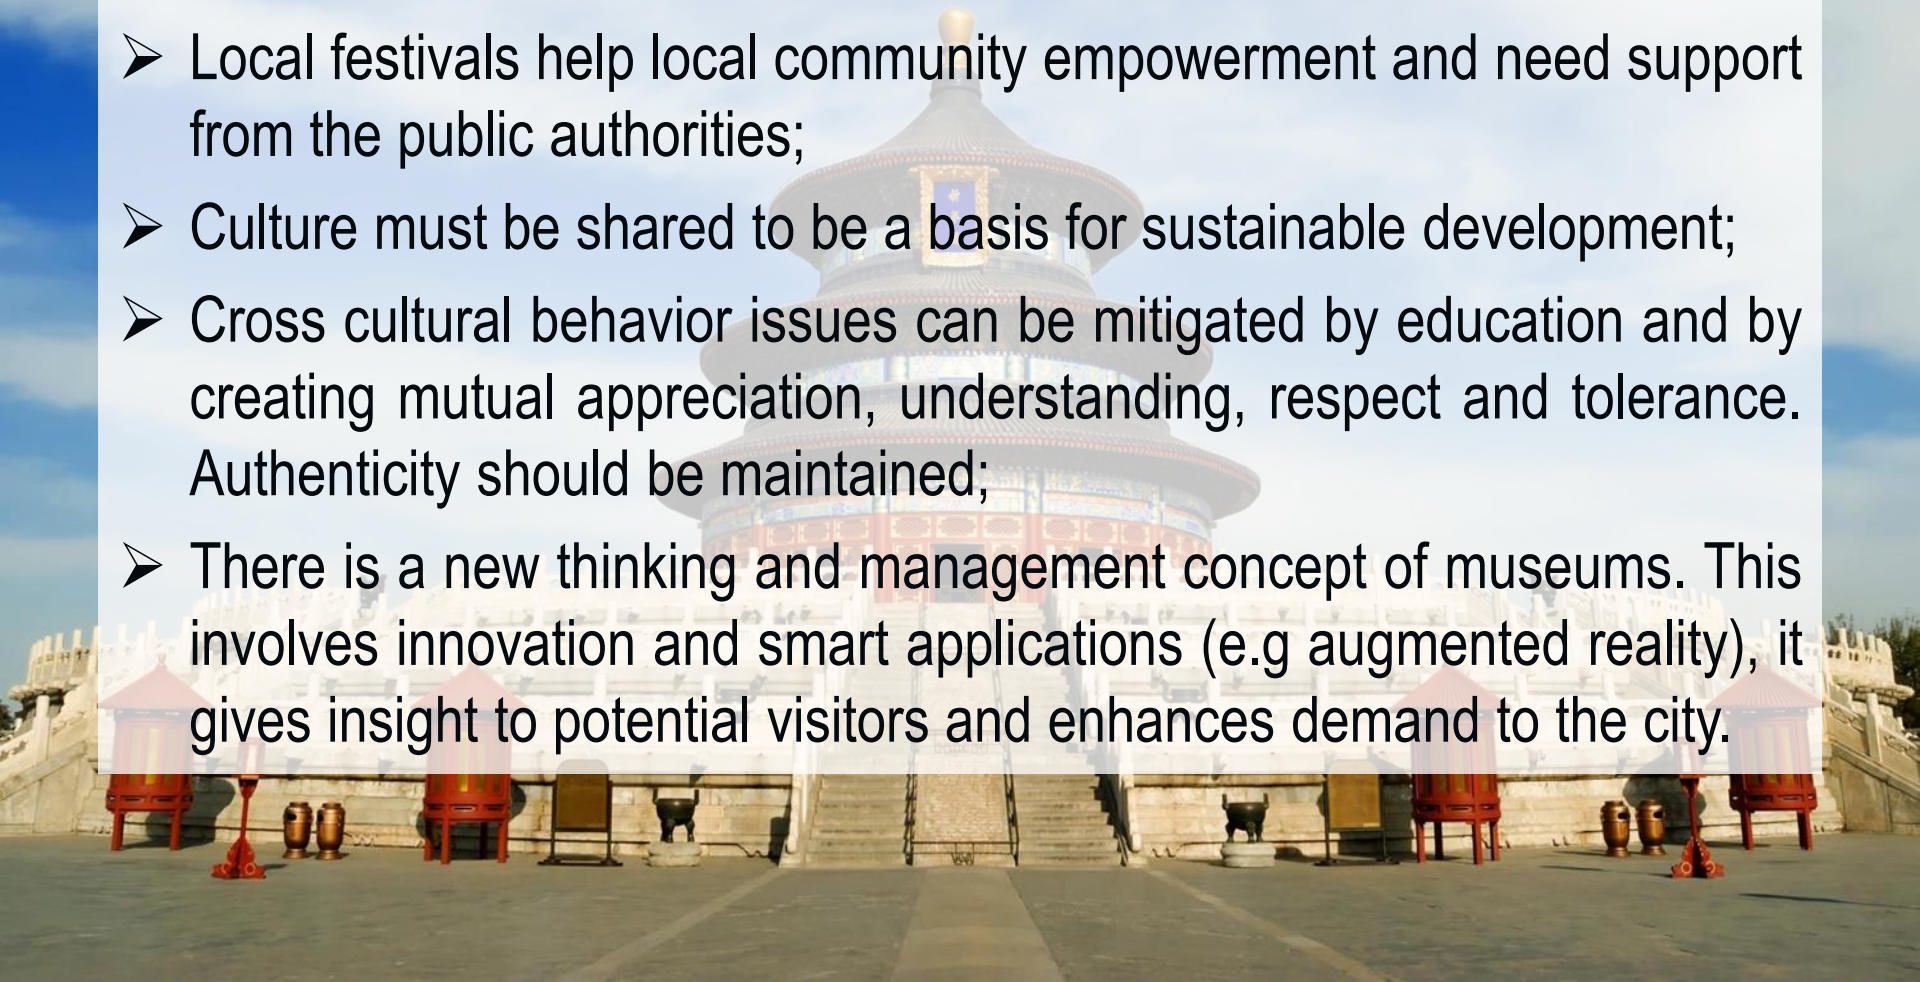 ➢ Local festivals help local community empowerment and need support
from the public authorities;
➢ Culture must be shared to be a basis for sustainable development;
➢ Cross cultural behavior issues can be mitigated by education and by
creating mutual appreciation, understanding, respect and tolerance.
Authenticity should be maintained;
➢ There is a new thinking and management concept of museums. This
involves innovation and smart applications (e.g augmented reality), it
gives insight to potential visitors and enhances demand to the city.